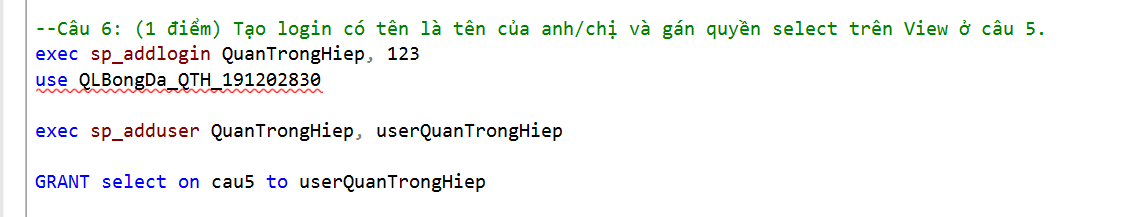 --Câu 6: (1 điểm) Tạo login có tên là tên của anh/chị và gán quyền select trên View ở câu 5.
exec sp_addlogin QuanTrongHiep, 123
use QLBongDa_QTH_191202830
exec sp_adduser QuanTrongHiep, userQuanTrongHiep
GRANT select on cau5 to userQuanTrongHiep